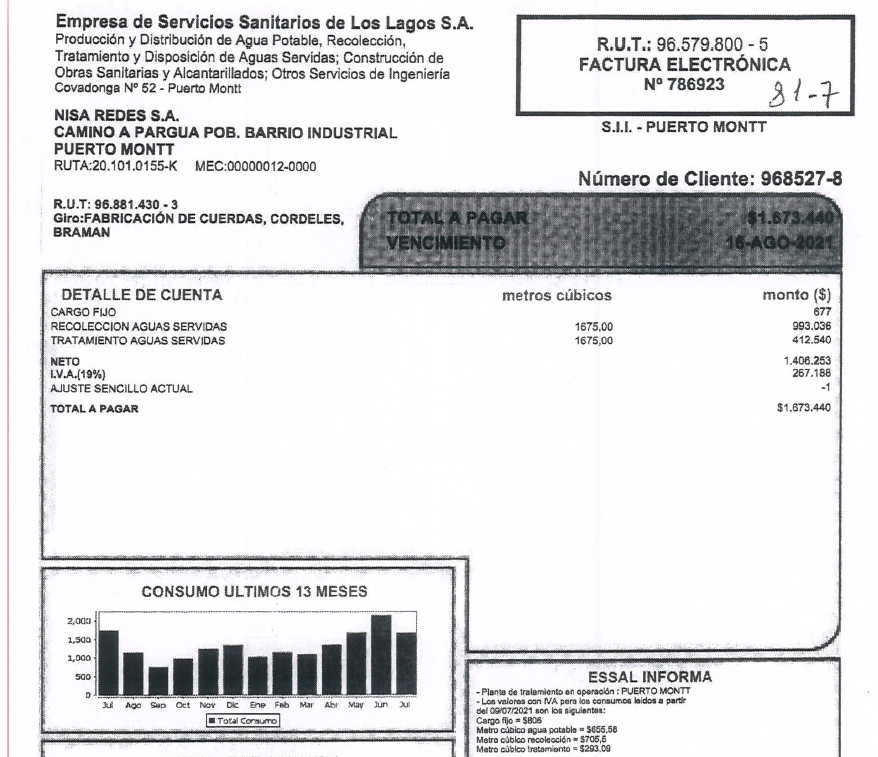 Empresa de Servicios Sanitarios de Los Lagos S.A.
Producción y Distribución de Agua Potable, Recolección,
Tratamiento y Disposición de Aguas Servidas; Construcción de
Obras Sanitarias y Alcantarillados; Otros Servicios de Ingeniería
Covadonga Nº 52 - Puerto Montt
R.U.T.: 96.579.800 - 5
FACTURA ELECTRÓNICA
Nº 786923
31-7
S.I.I. - PUERTO MONTT
NISA REDES S.A.
CAMINO A PARGUA POB. BARRIO INDUSTRIAL
PUERTO MONTT
RUTA:20.101.0155-K MEC:00000012-0000
Número de Cliente: 968527-8
R.U.T: 96.881.430 - 3
Giro:FABRICACIÓN DE CUERDAS, CORDELES,
BRAMAN
TOTAL A PAGAR $1.673.440
VENCIMIENTO 16-AGO-2021
DETALLE DE CUENTA metros cúbicos monto ($)
CARGO FIJO 677
RECOLECCION AGUAS SERVIDAS 1675,00 993.036
TRATAMIENTO AGUAS SERVIDAS 1675,00 412.540
NETO 1.406.253
I.V.A.(19%) 267.188
AJUSTE SENCILLO ACTUAL -1
TOTAL A PAGAR $1.673.440
CONSUMO ULTIMOS 13 MESES
2,000
1,500
1,000
500
0
Jul Ago Sep Oct Nov Dic Ene Feb Mar Abr May Jun Jul
Total Consumo
ESSAL INFORMA
- Planta de tratamiento en operación : PUERTO MONTT
- Los valores con IVA para los consumos leidos a partir
del 09/07/2021 son los siguientes:
Cargo fijo = $806
Metro cúbico agua potable = $655,58
Metro cúbico recolección = $705,5
Metro cúbico tratamiento = $293,09